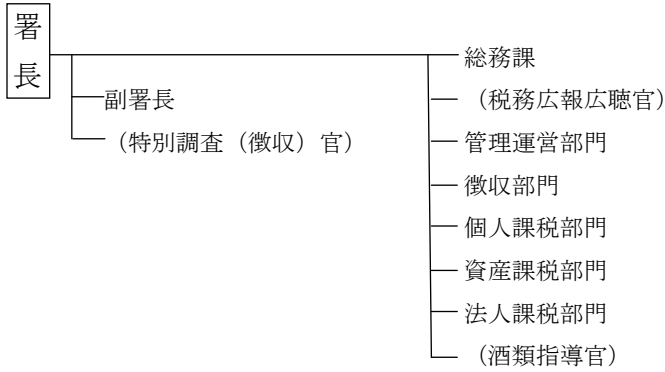 署長
副署長
（特別調査（徴収）官）
総務課
（税務広報広聴官）
管理運営部門
徴収部門
個人課税部門
資産課税部門
法人課税部門
（酒類指導官）